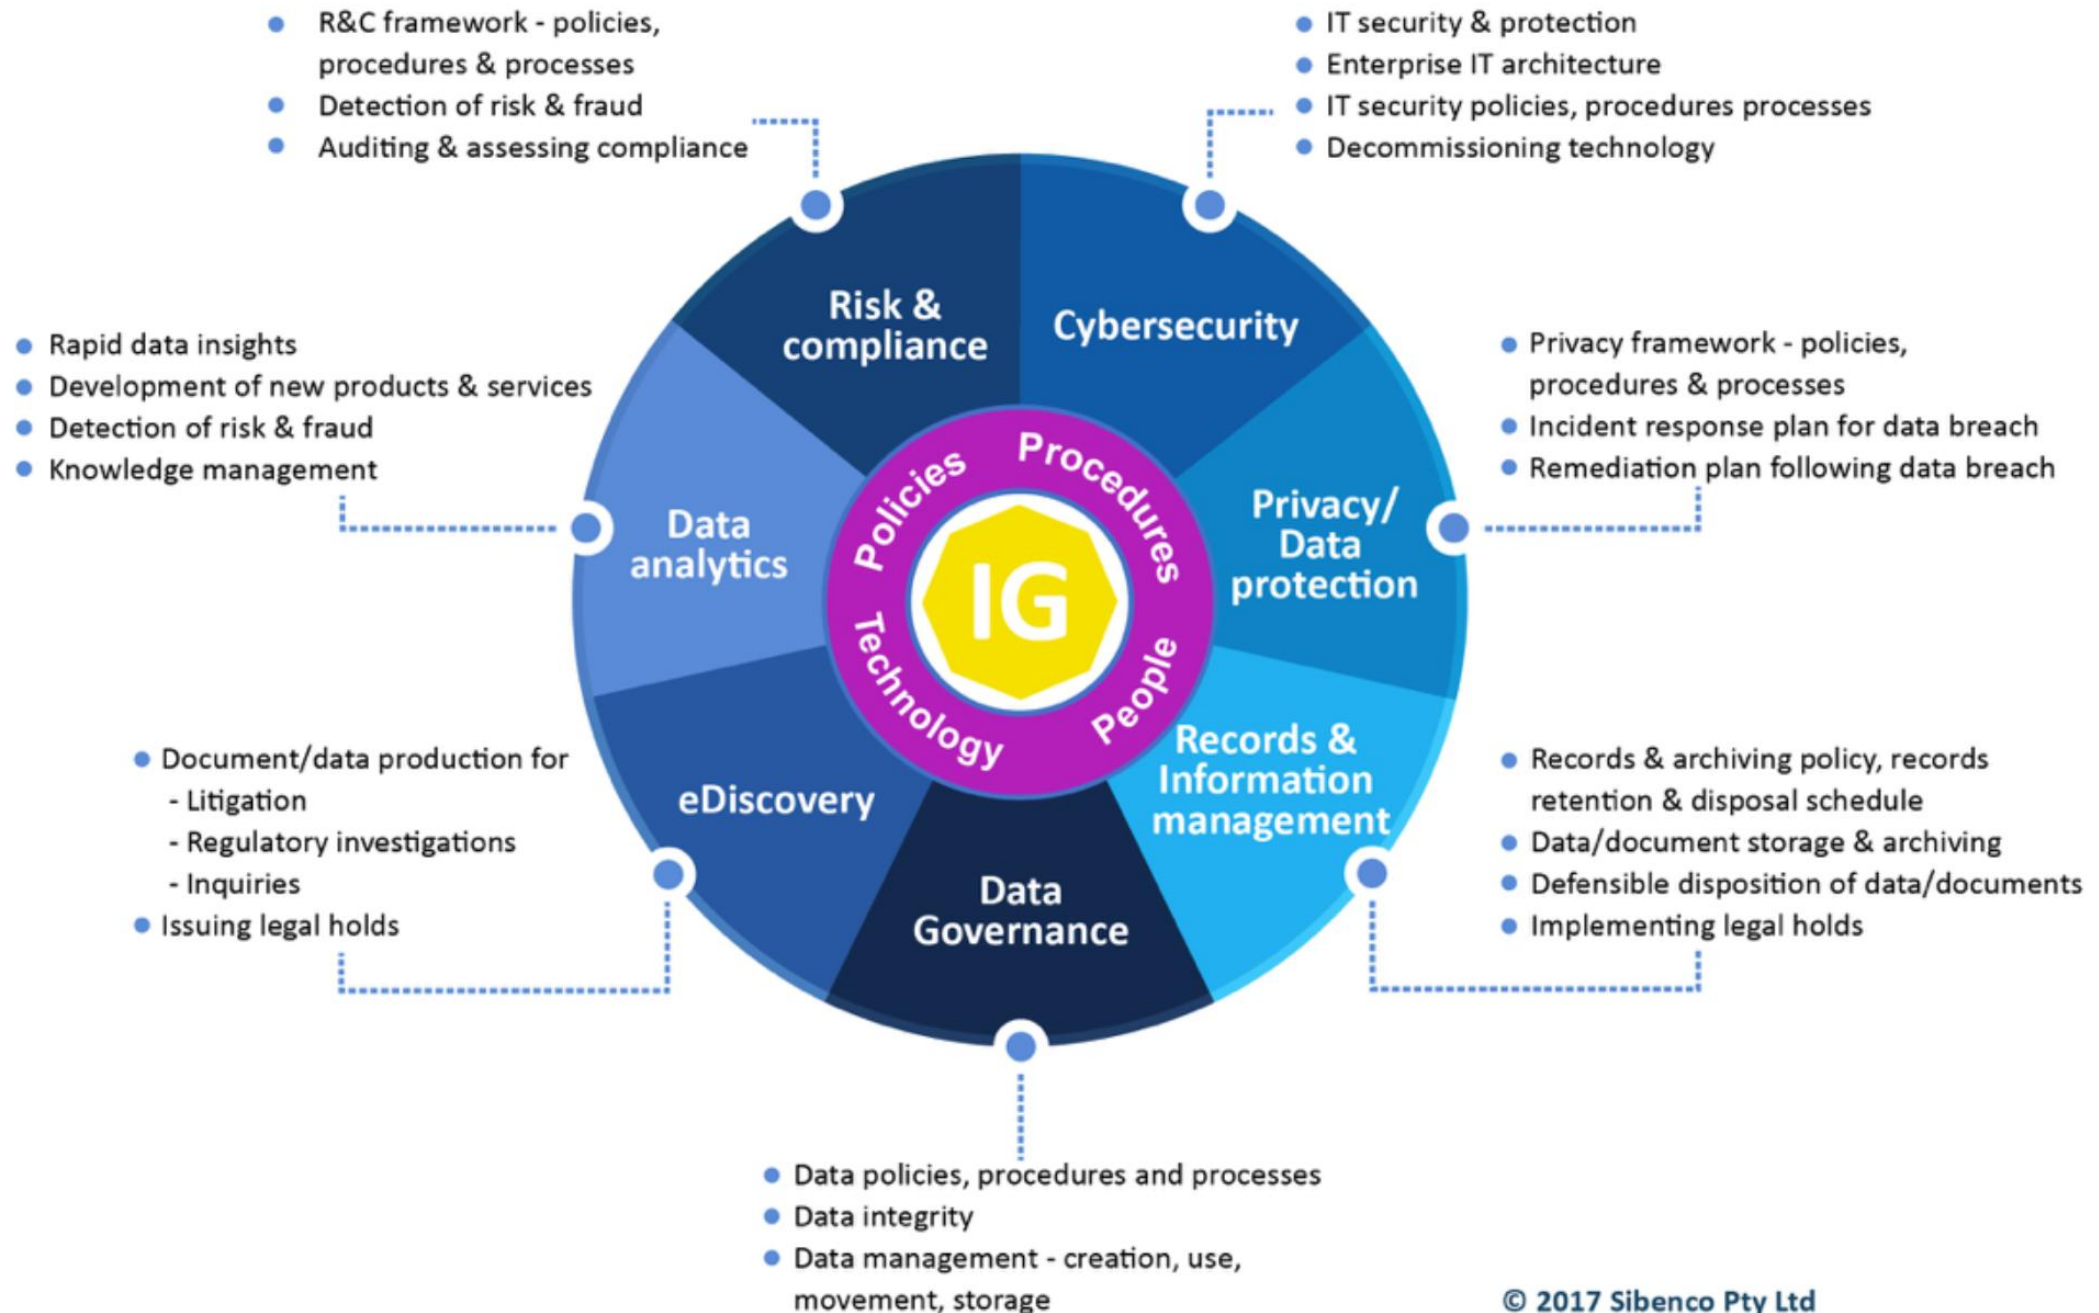 R&C framework - policies,
procedures & processes
Detection of risk & fraud
Auditing & assessing compliance
IT security & protection
Enterprise IT architecture
IT security policies, procedures processes
Decommissioning technology
Risk &
compliance
Cybersecurity
Rapid data insights
Development of new products & services
Detection of risk & fraud
Knowledge management
Privacy framework - policies,
procedures & processes
Incident response plan for data breach
Remediation plan following data breach
Data
analytics
Policies
Procedures
Privacy/
Data
protection
IG
Technology
People
Document/data production for
- Litigation
- Regulatory investigations
- Inquiries
Issuing legal holds
eDiscovery
Data
Governance
Records &
Information
management
Records & archiving policy, records
retention & disposal schedule
Data/document storage & archiving
Defensible disposition of data/documents
Implementing legal holds
Data policies, procedures and processes
Data integrity
Data management - creation, use,
movement, storage
© 2017 Sibenco Pty Ltd